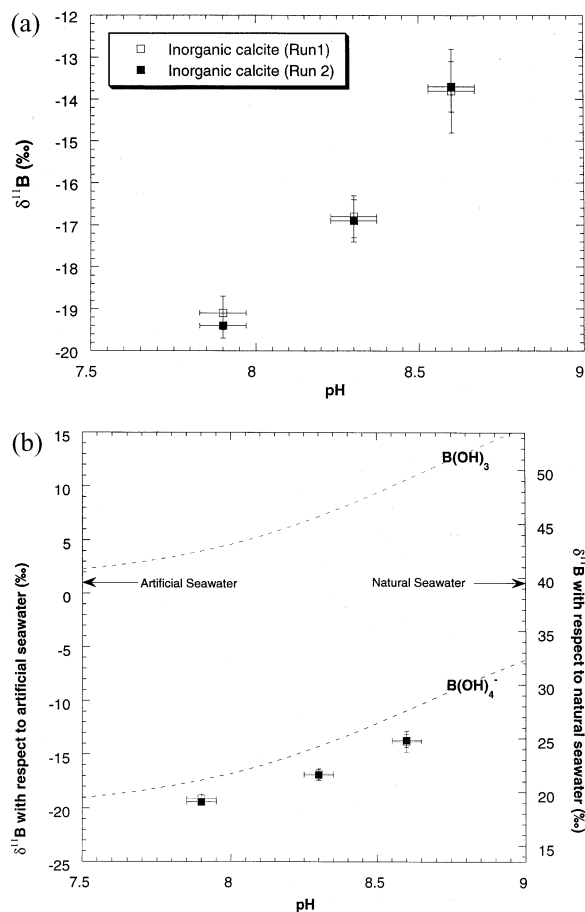 (a)
-12
-13
-14
-15
-16
-17
-18
-19
-20
δ¹¹B (‰)
Inorganic calcite (Run1)
Inorganic calcite (Run 2)
7.5
8
8.5
9
pH
(b)
15
10
5
0
-5
-10
-15
-20
-25
δ¹¹B with respect to artificial seawater (‰)
B(OH)₃
Artificial Seawater
Natural Seawater
B(OH)₄⁻
50
45
40
35
30
25
20
15
δ¹¹B with respect to natural seawater (‰)
7.5
8
8.5
9
pH